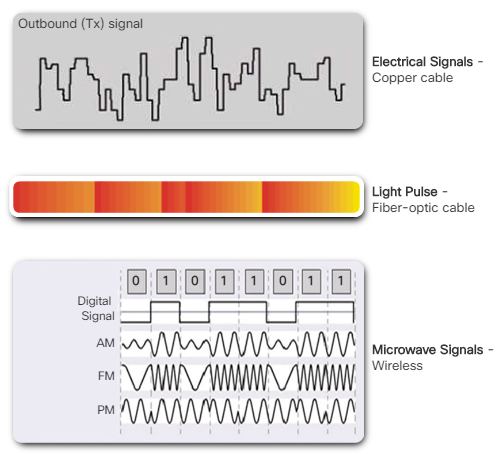 Outbound (Tx) signal
Electrical Signals -
Copper cable
Light Pulse -
Fiber-optic cable
0 1 0 1 1 0 1 1
Digital
Signal
AM
FM
PM
Microwave Signals -
Wireless